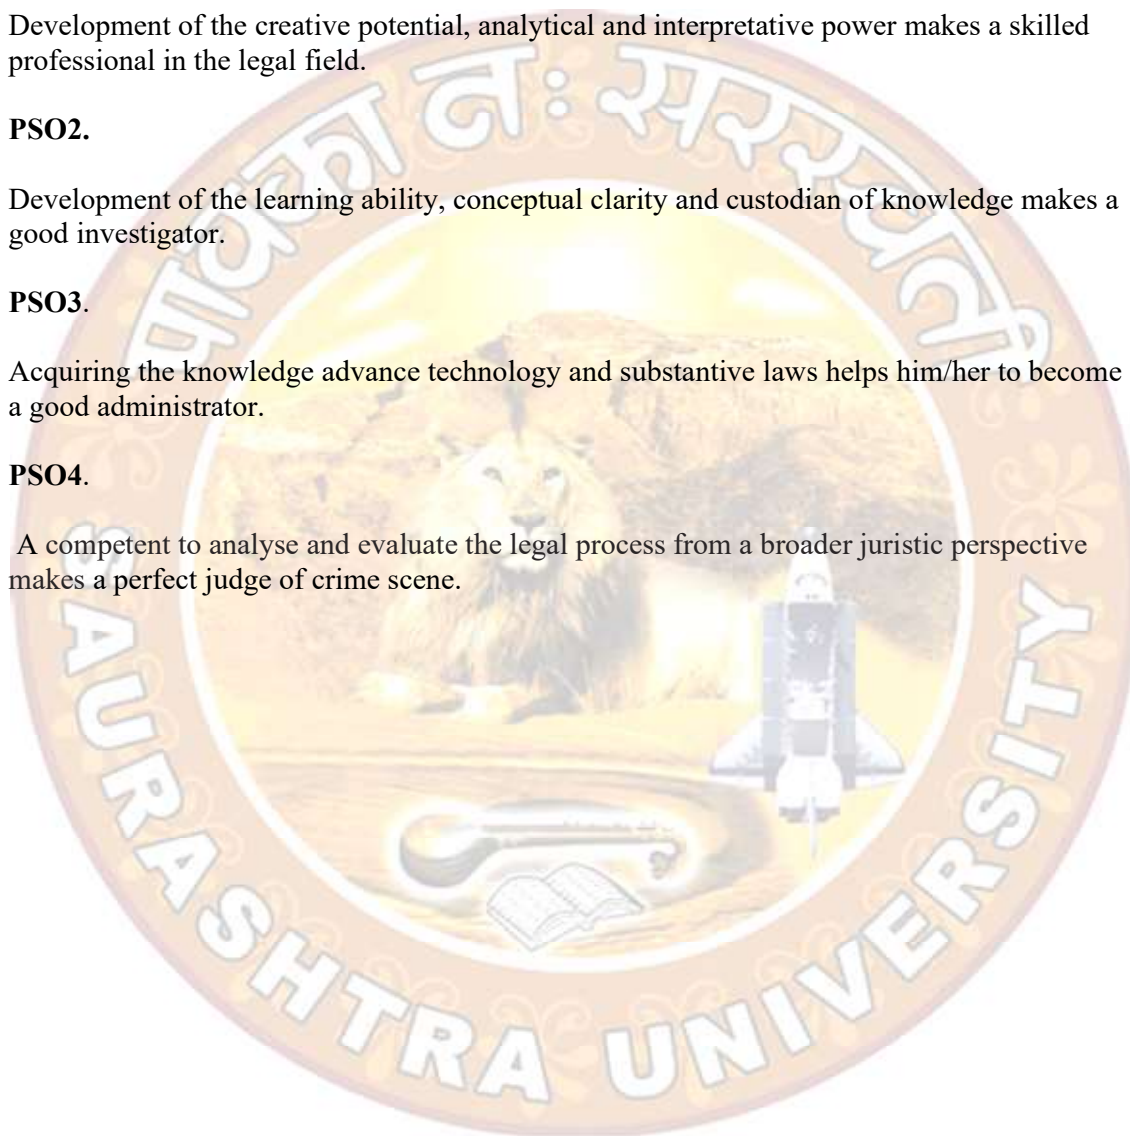 Development of the creative potential, analytical and interpretative power makes a skilled
professional in the legal field.
PSO2.
Development of the learning ability, conceptual clarity and custodian of knowledge makes a
good investigator.
PSO3.
Acquiring the knowledge advance technology and substantive laws helps him/her to become
a good administrator.
PSO4.
A competent to analyse and evaluate the legal process from a broader juristic perspective
makes a perfect judge of crime scene.
पावका नः सरस्वती
SAURASHTRA UNIVERSITY